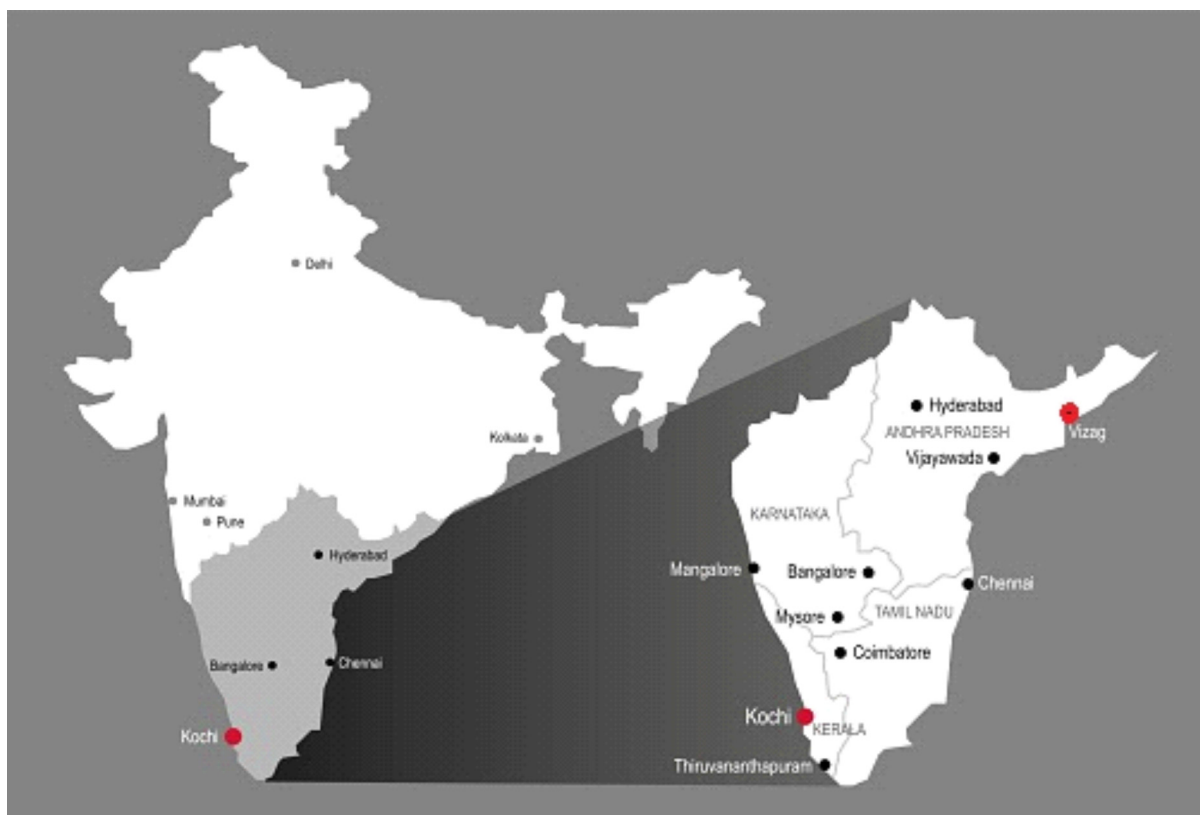 Delhi
Kolkata
Mumbai
Pune
Hyderabad
Bangalore
Chennai
Kochi
Hyderabad
ANDHRA PRADESH
Vizag
Vijayawada
KARNATAKA
Mangalore
Bangalore
Chennai
Mysore
TAMIL NADU
Coimbatore
Kochi
KERALA
Thiruvananthapuram